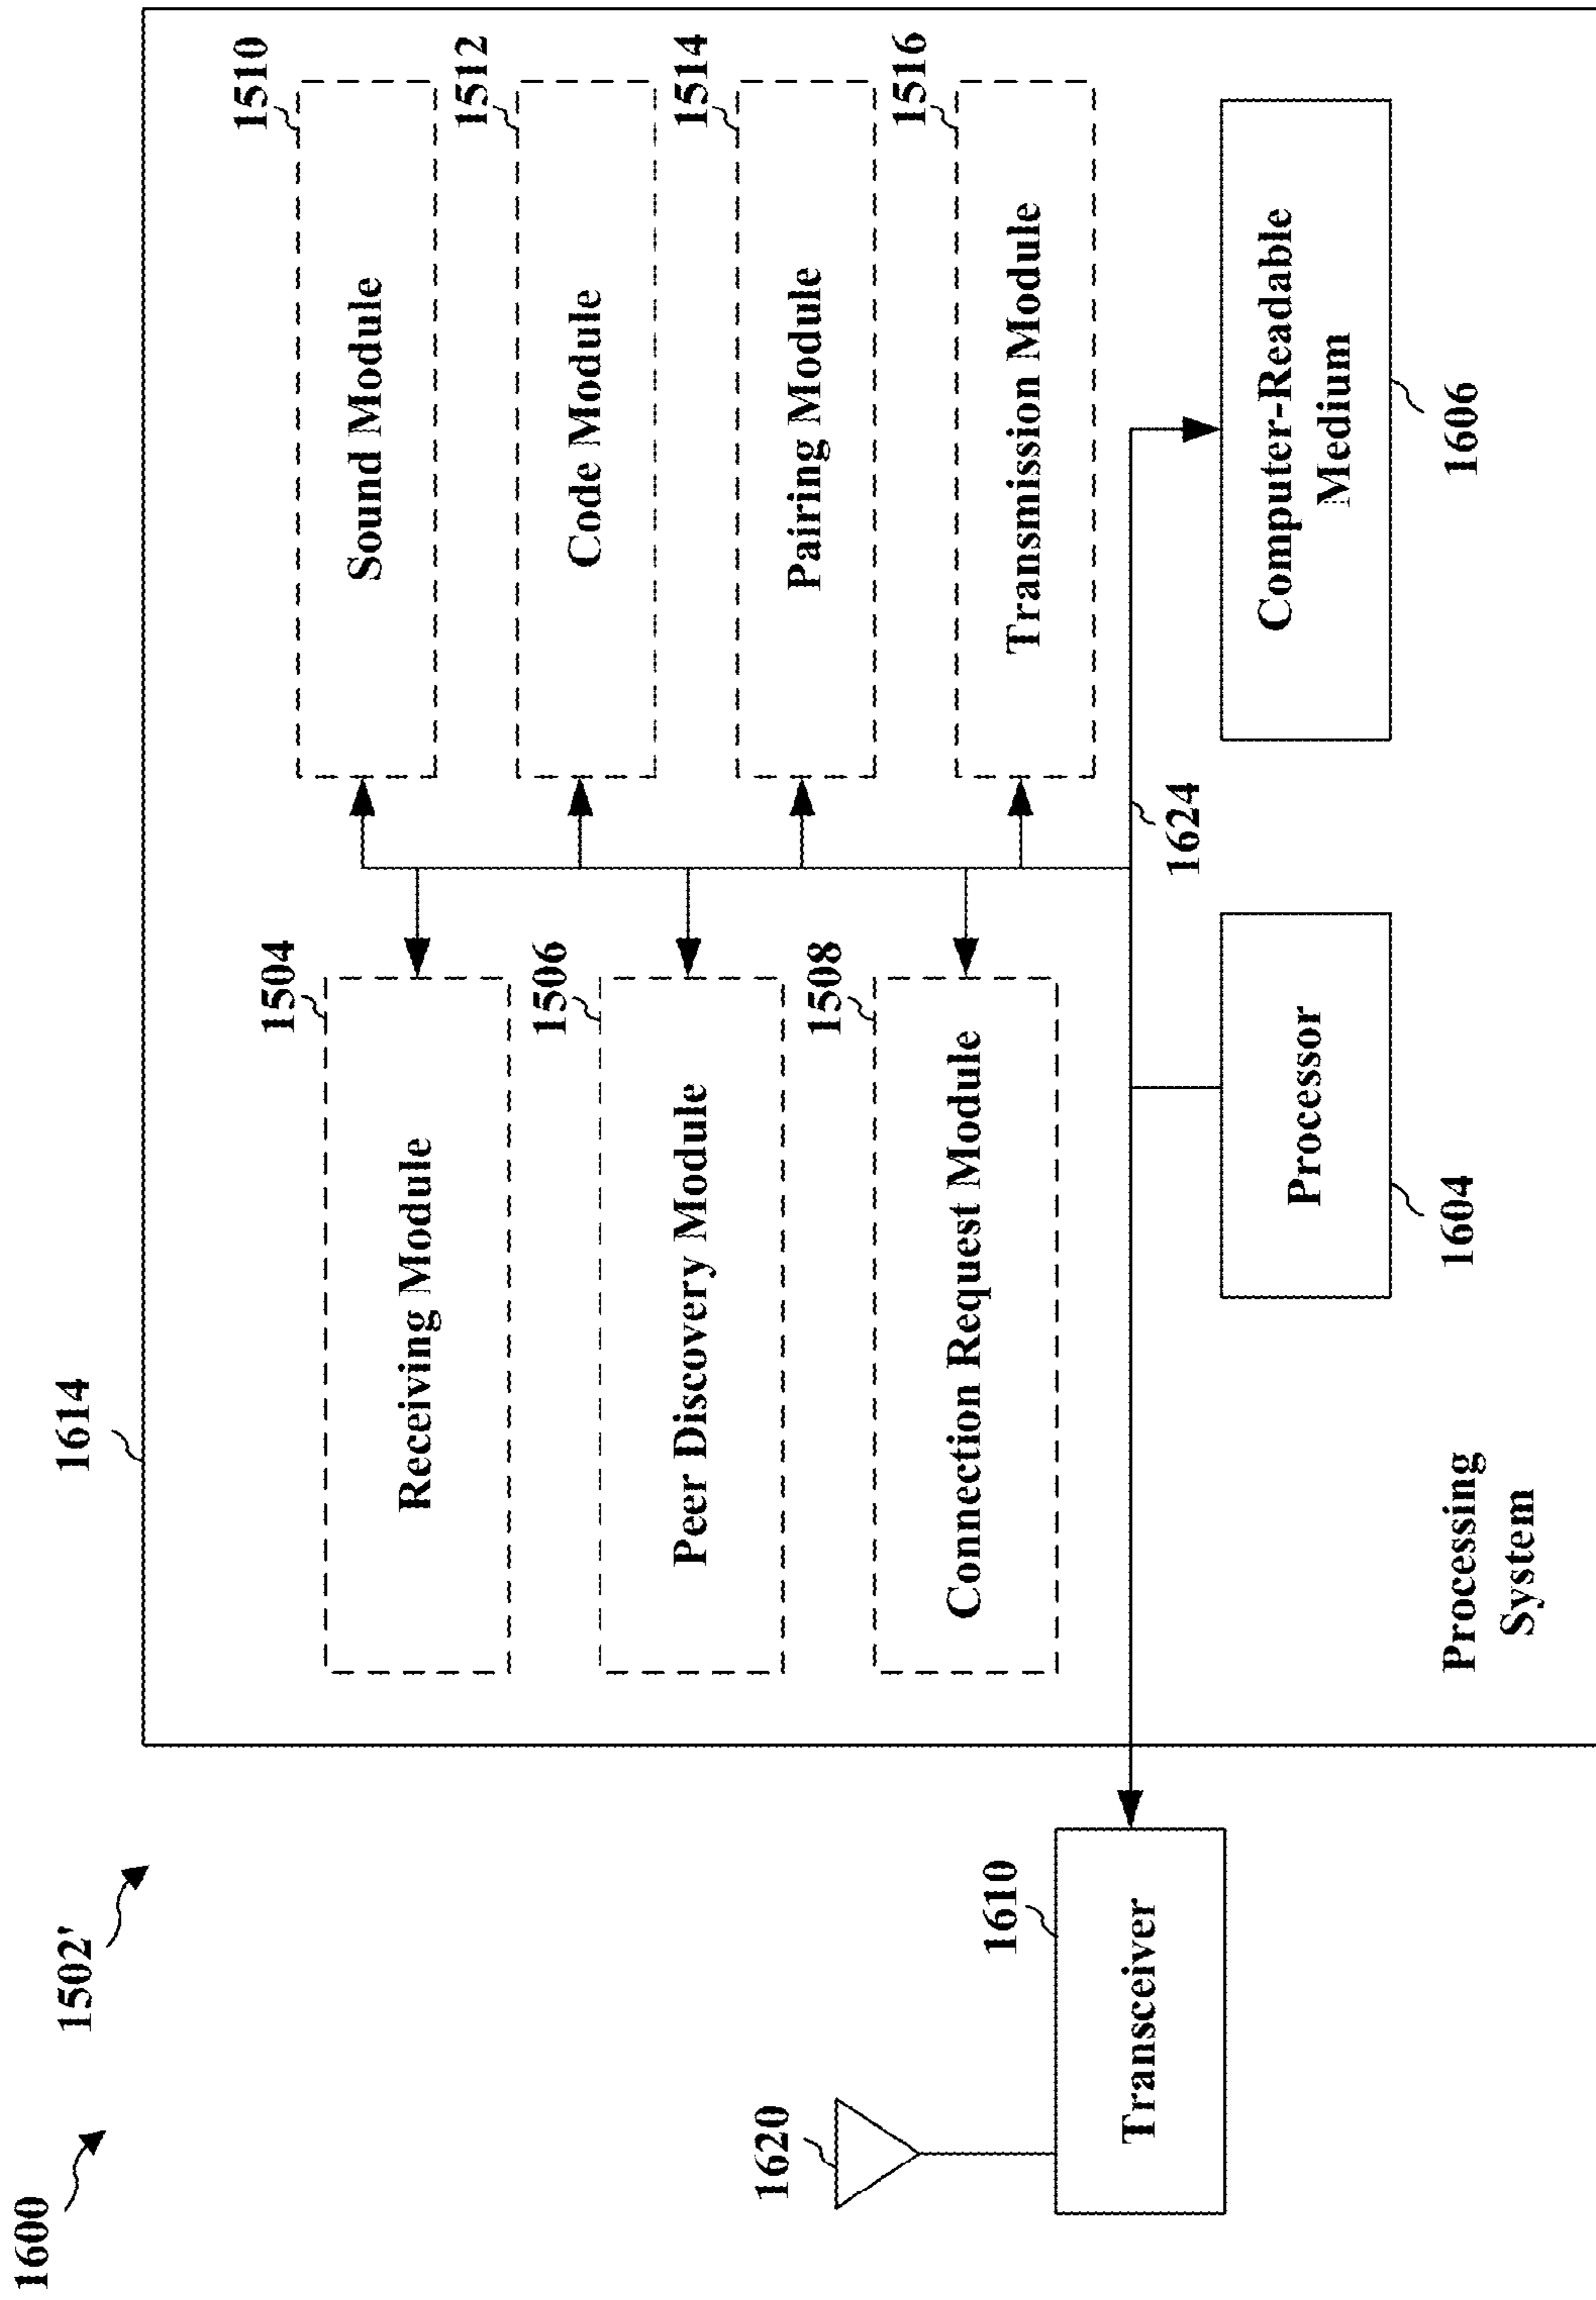 1600
1502'
1614
1504
Receiving Module
1506
Peer Discovery Module
1508
Connection Request Module
1510
Sound Module
1512
Code Module
1514
Pairing Module
1516
Transmission Module
1620
1610
Transceiver
1624
Processor
1604
Computer-Readable
Medium
1606
Processing
System